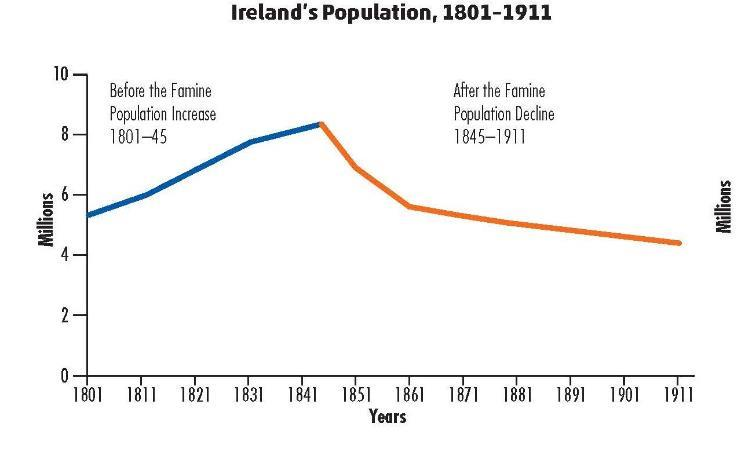 Ireland's Population, 1801–1911
10
8
6
4
2
0
Millions
Before the Famine
Population Increase
1801–45
After the Famine
Population Decline
1845–1911
Millions
1801 1811 1821 1831 1841 1851 1861 1871 1881 1891 1901 1911
Years